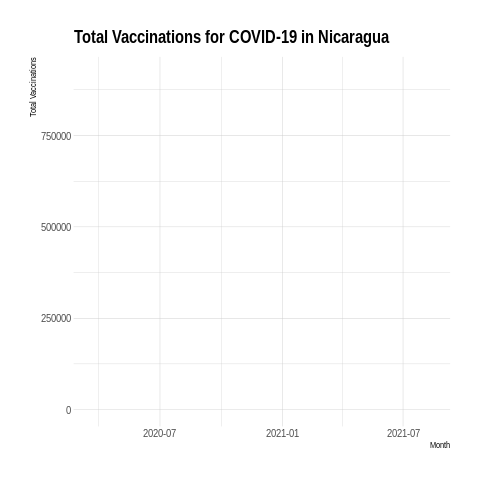 Total Vaccinations for COVID-19 in Nicaragua
Total Vaccinations
750000
500000
250000
0
2020-07 2021-01 2021-07
Month